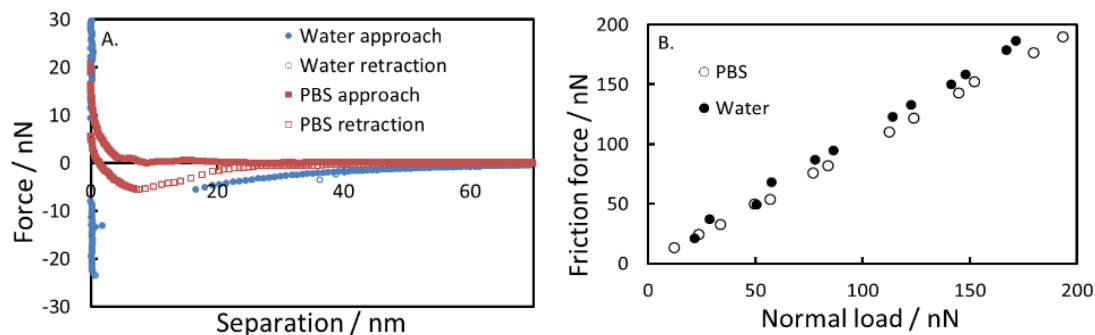 A.
Force / nN
30
20
10
0
-10
-20
-30
0
20
40
60
Separation / nm
Water approach
Water retraction
PBS approach
PBS retraction
B.
Friction force / nN
200
150
100
50
0
0
50
100
150
200
Normal load / nN
PBS
Water